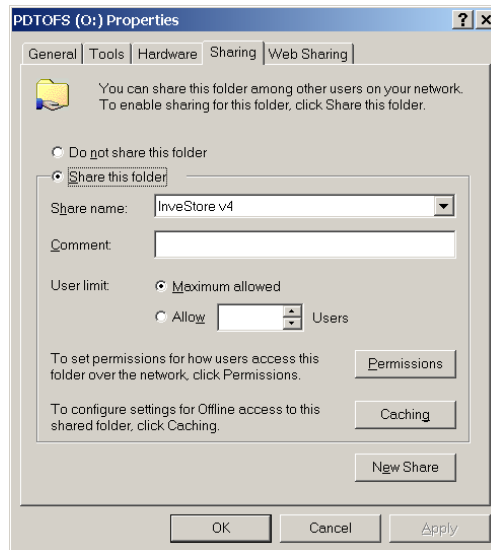 PDTOFS (O:) Properties
General Tools Hardware Sharing Web Sharing
You can share this folder among other users on your network.
To enable sharing for this folder, click Share this folder.
Do not share this folder
Share this folder
Share name: InveStore v4
Comment:
User limit: Maximum allowed
Allow Users
To set permissions for how users access this
folder over the network, click Permissions.
Permissions
To configure settings for Offline access to this
shared folder, click Caching.
Caching
New Share
OK Cancel Apply